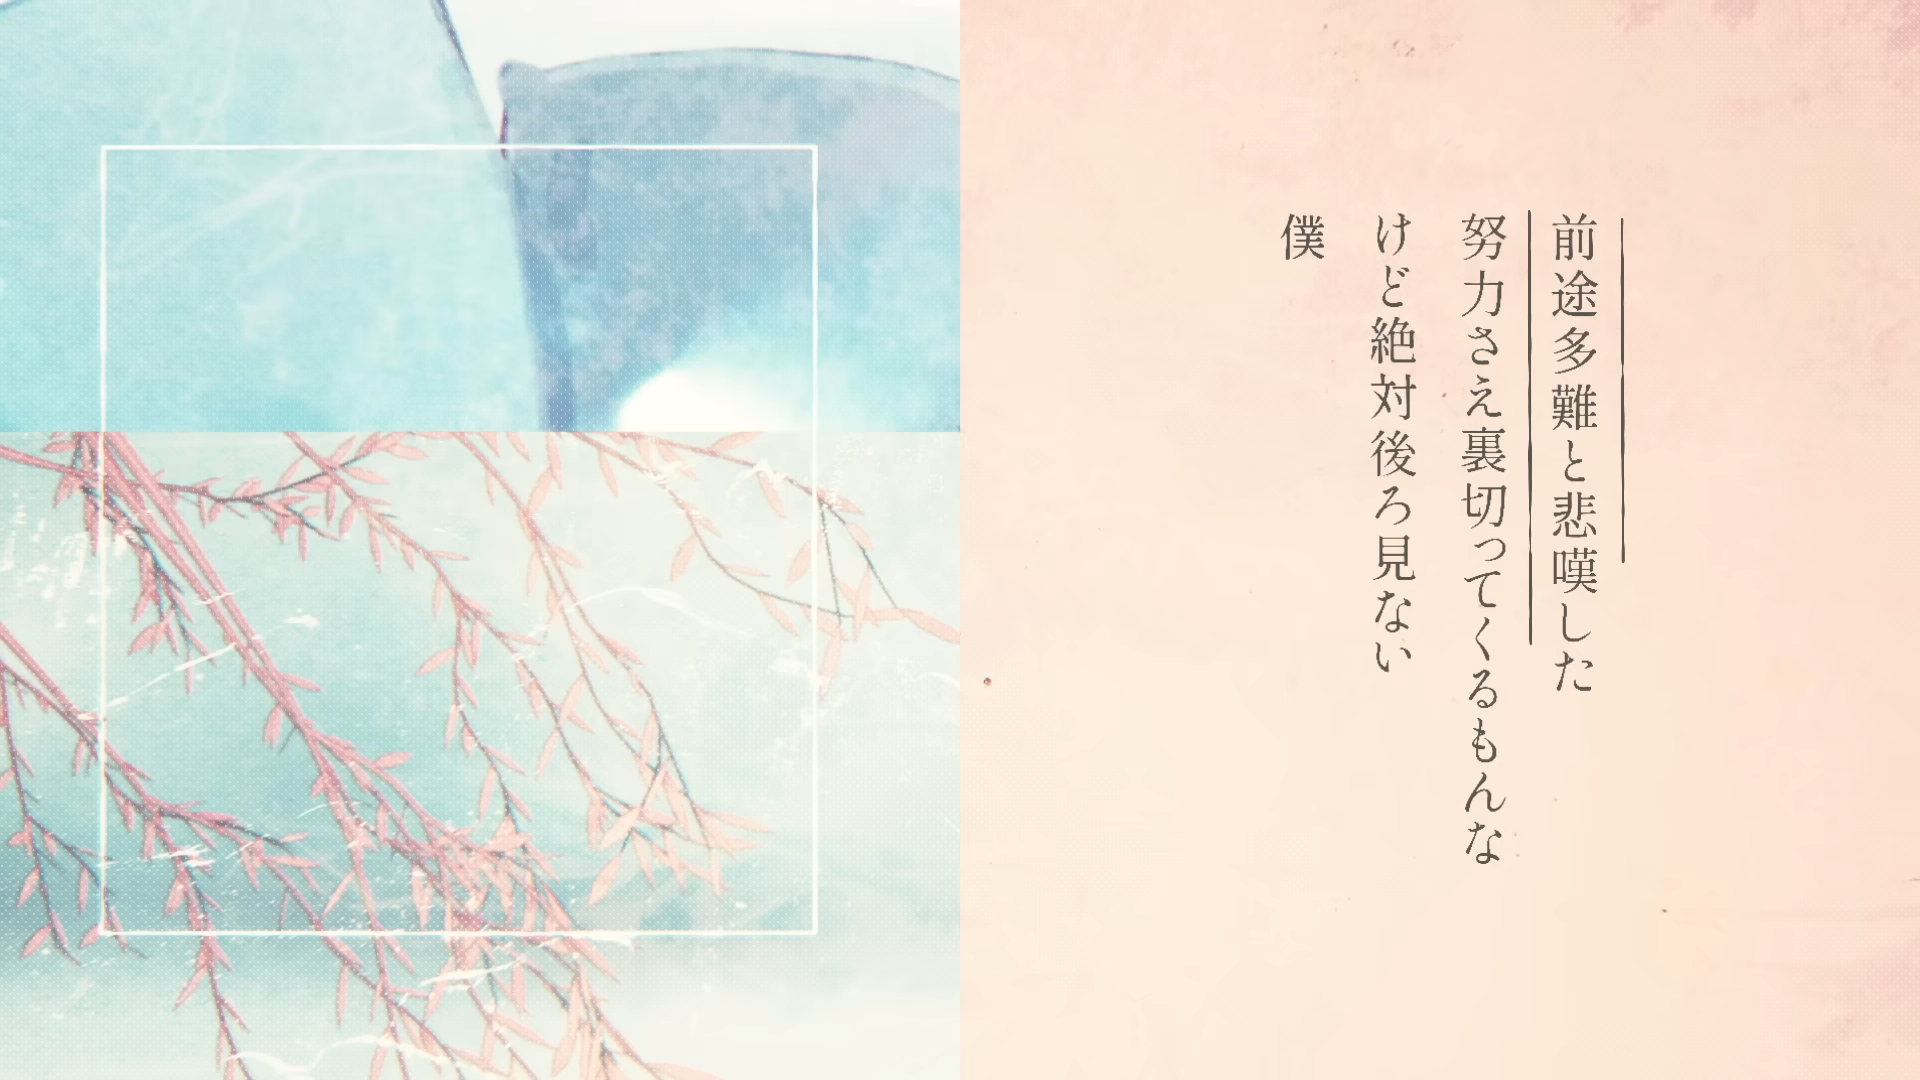 前途多難と悲嘆した
努力さえ裏切ってくるもんな
けど絶対後ろ見ない
僕